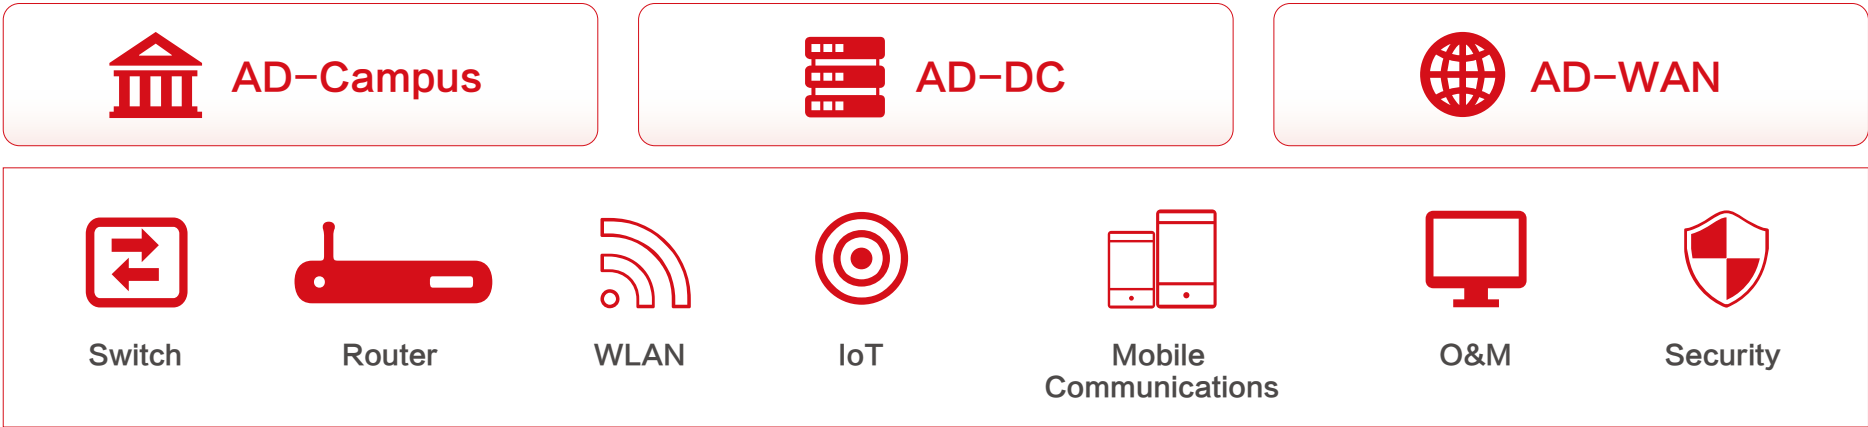 AD-Campus
AD-DC
AD-WAN
Switch
Router
WLAN
IoT
Mobile
Communications
O&M
Security